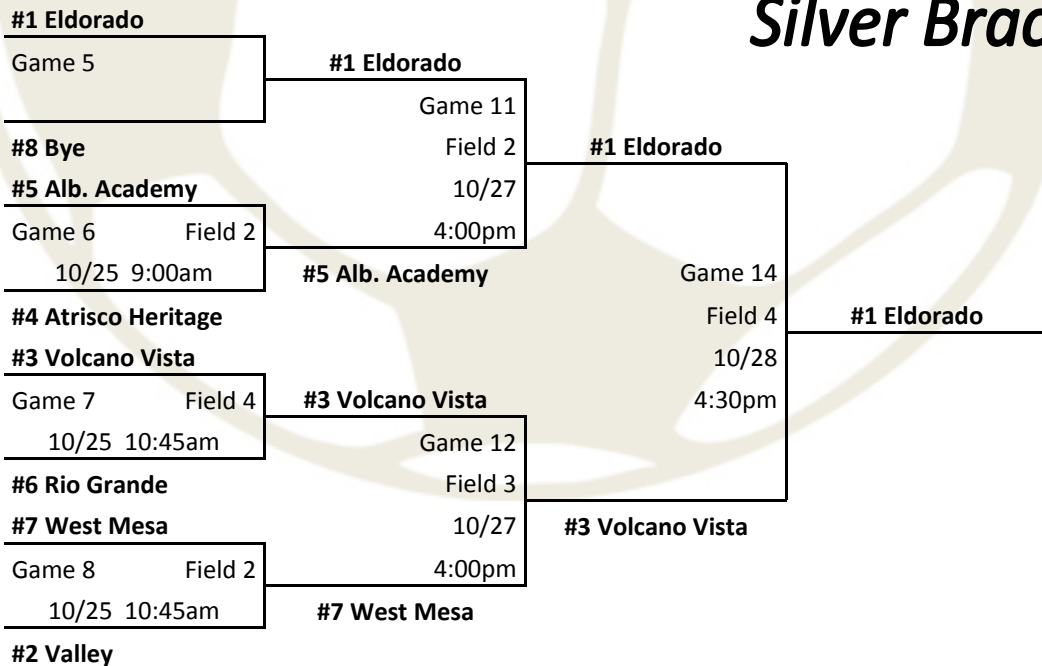 #1 Eldorado
Silver Brac
Game 5
#1 Eldorado
Game 11
#8 Bye
Field 2
#1 Eldorado
#5 Alb. Academy
10/27
Game 6 Field 2
4:00pm
10/25 9:00am
#5 Alb. Academy
Game 14
#4 Atrisco Heritage
Field 4
#1 Eldorado
#3 Volcano Vista
10/28
Game 7 Field 4
#3 Volcano Vista
4:30pm
10/25 10:45am
Game 12
#6 Rio Grande
Field 3
#7 West Mesa
10/27
#3 Volcano Vista
Game 8 Field 2
4:00pm
10/25 10:45am
#7 West Mesa
#2 Valley